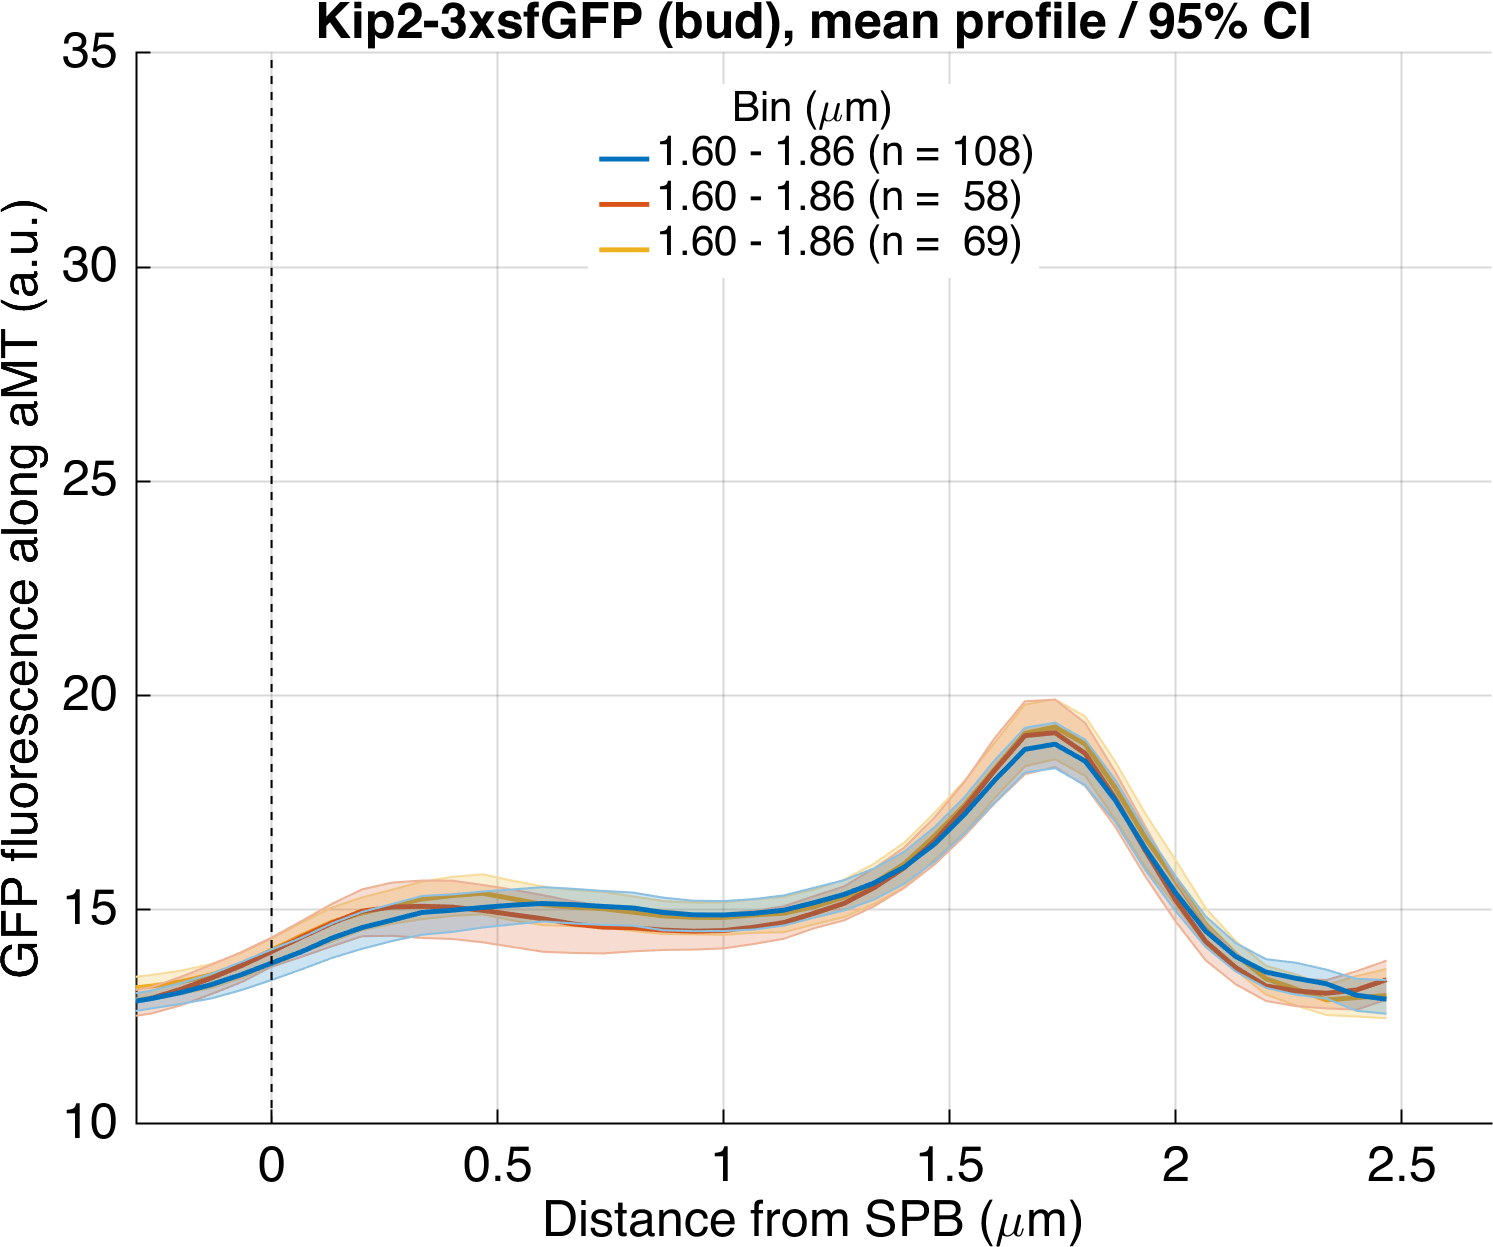 Kip2-3xsfGFP (bud), mean profile / 95% CI
Bin (μm)
1.60 - 1.86 (n = 108)
1.60 - 1.86 (n = 58)
1.60 - 1.86 (n = 69)
GFP fluorescence along aMT (a.u.)
35
30
25
20
15
10
0 0.5 1 1.5 2 2.5
Distance from SPB (μm)